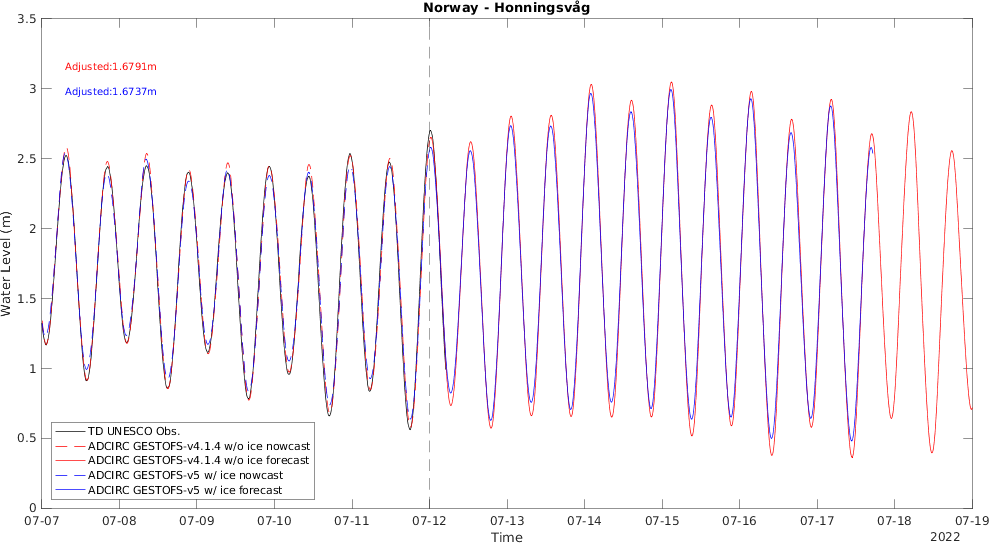 Norway - Honningsvåg
3.5
Adjusted:1.6791m
3
Adjusted:1.6737m
2.5
2
Water Level (m)
1.5
1
0.5
TD UNESCO Obs.
ADCIRC GESTOFS-v4.1.4 w/o ice nowcast
ADCIRC GESTOFS-v4.1.4 w/o ice forecast
ADCIRC GESTOFS-v5 w/ ice nowcast
ADCIRC GESTOFS-v5 w/ ice forecast
0
07-07 07-08 07-09 07-10 07-11 07-12 07-13 07-14 07-15 07-16 07-17 07-18 07-19
Time
2022